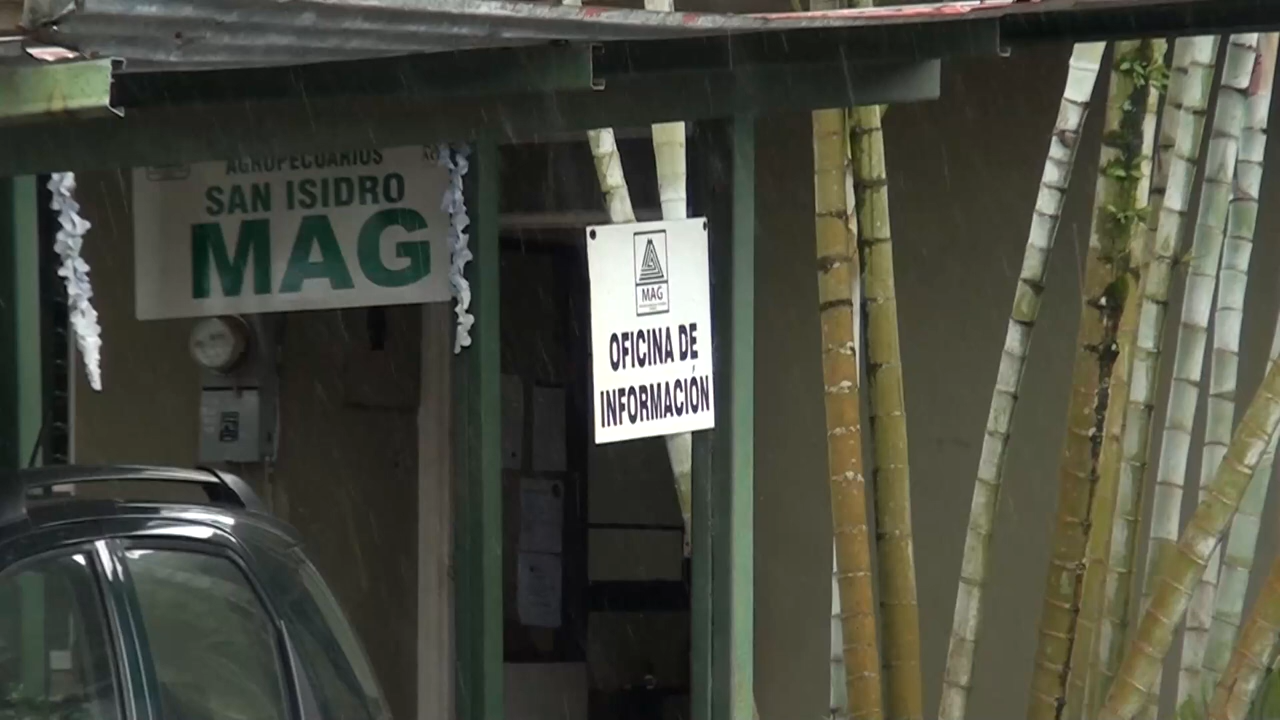 AGROPECUARIOS
SAN ISIDRO
MAG
MAG
OFICINA DE
INFORMACIÓN